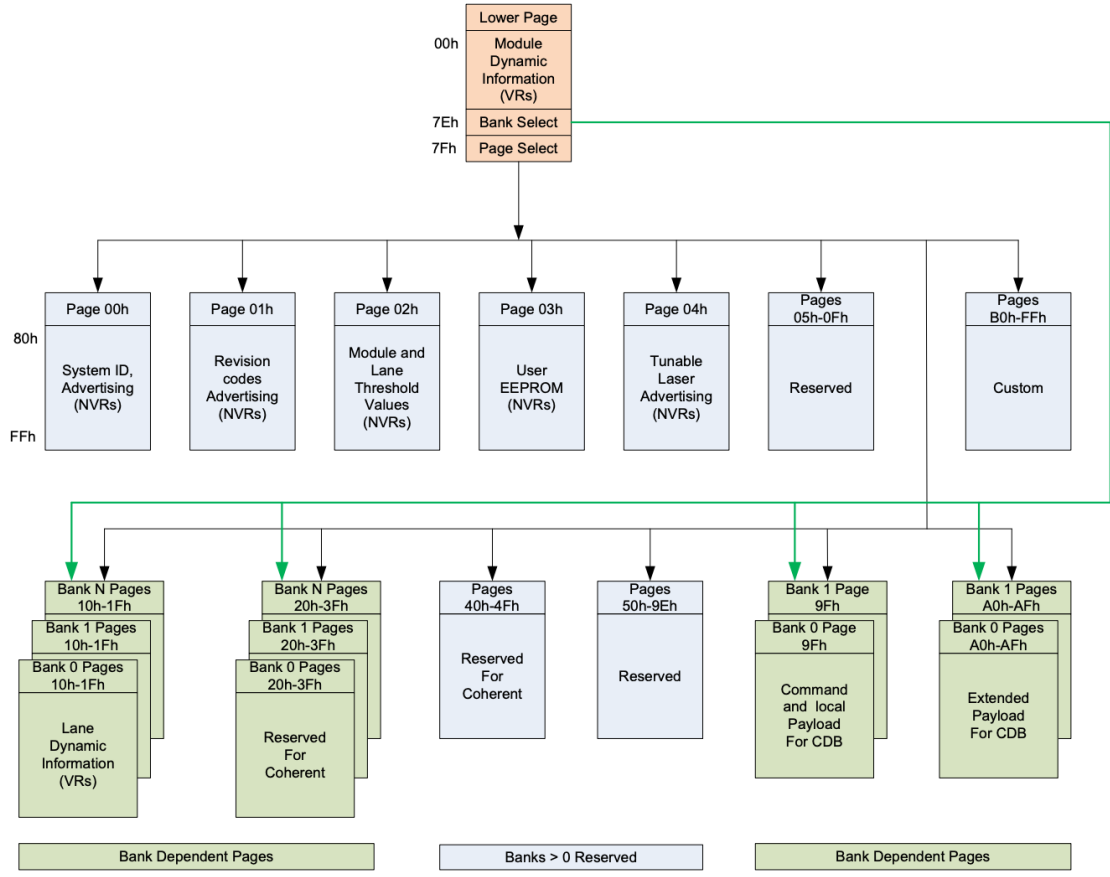 Lower Page
00h
Module
Dynamic
Information
(VRs)
7Eh
Bank Select
7Fh
Page Select
Page 00h
80h
System ID,
Advertising
(NVRs)
FFh
Page 01h
Revision
codes
Advertising
(NVRs)
Page 02h
Module and
Lane
Threshold
Values
(NVRs)
Page 03h
User
EEPROM
(NVRs)
Page 04h
Tunable
Laser
Advertising
(NVRs)
Pages
05h-0Fh
Reserved
Pages
B0h-FFh
Custom
Bank N Pages
10h-1Fh
Bank 1 Pages
10h-1Fh
Bank 0 Pages
10h-1Fh
Lane
Dynamic
Information
(VRs)
Bank N Pages
20h-3Fh
Bank 1 Pages
20h-3Fh
Bank 0 Pages
20h-3Fh
Reserved
For
Coherent
Pages
40h-4Fh
Reserved
For
Coherent
Pages
50h-9Eh
Reserved
Bank 1 Page
9Fh
Bank 0 Page
9Fh
Command
and local
Payload
For CDB
Bank 1 Pages
A0h-AFh
Bank 0 Pages
A0h-AFh
Extended
Payload
For CDB
Bank Dependent Pages
Banks > 0 Reserved
Bank Dependent Pages